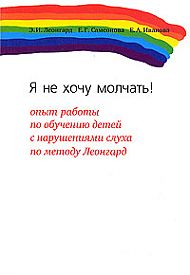 Э. И. Леонгард   Е. Г. Самсонова   Е. А. Иванова
Я не хочу молчать!
опыт работы
по обучению детей
с нарушениями слуха
по методу Леонгард